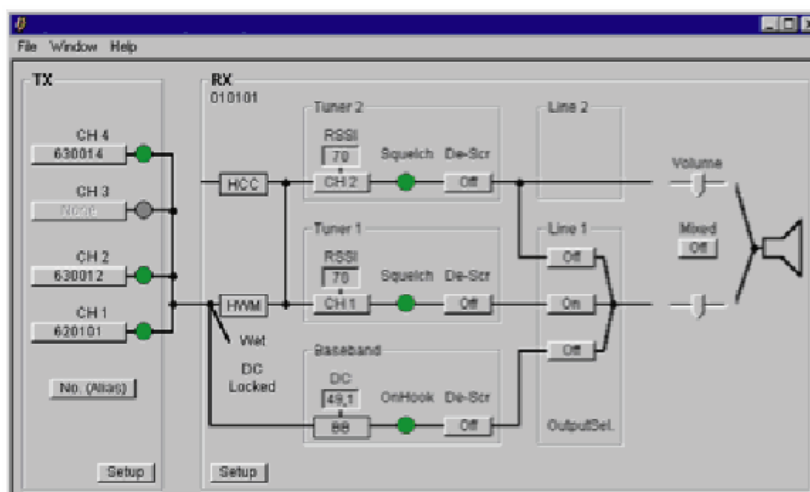 File Window Help
TX
CH 4
630014
CH 3
None
CH 2
630012
CH 1
620101
No. (Alias)
Setup
RX
010101
HCC
HWM
Wet
DC
Locked
Setup
Tuner 2
RSSI
70
CH 2
Squelch
De-Scr
Off
Tuner 1
RSSI
70
CH 1
Squelch
De-Scr
Off
Baseband
DC
49,1
BB
OnHook
De-Scr
Off
Line 2
Line 1
Off
On
Off
OutputSel.
Volume
Mixed
Off